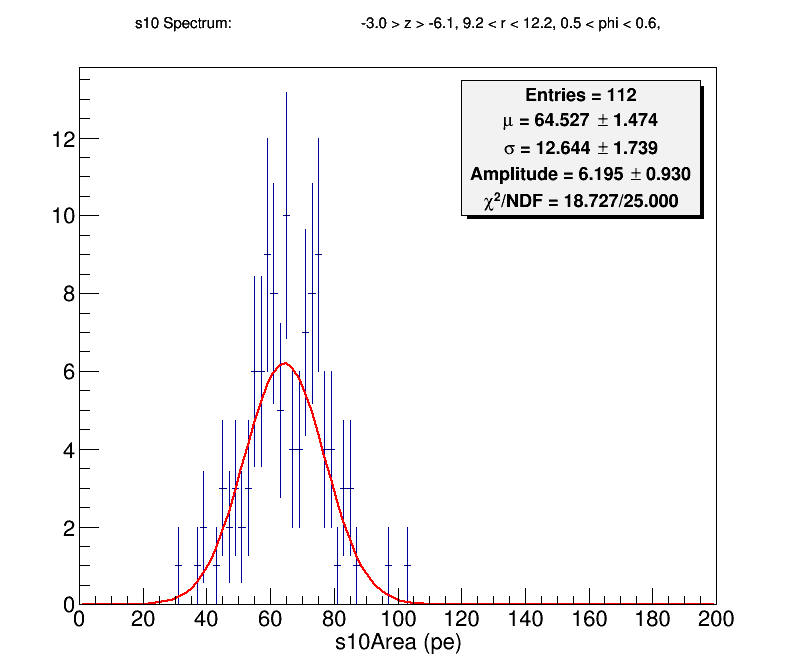 s10 Spectrum: -3.0 > z > -6.1, 9.2 < r < 12.2, 0.5 < phi < 0.6,
Entries = 112
μ = 64.527 ± 1.474
σ = 12.644 ± 1.739
Amplitude = 6.195 ± 0.930
χ²/NDF = 18.727/25.000
12
10
8
6
4
2
0
0 20 40 60 80 100 120 140 160 180 200
s10Area (pe)